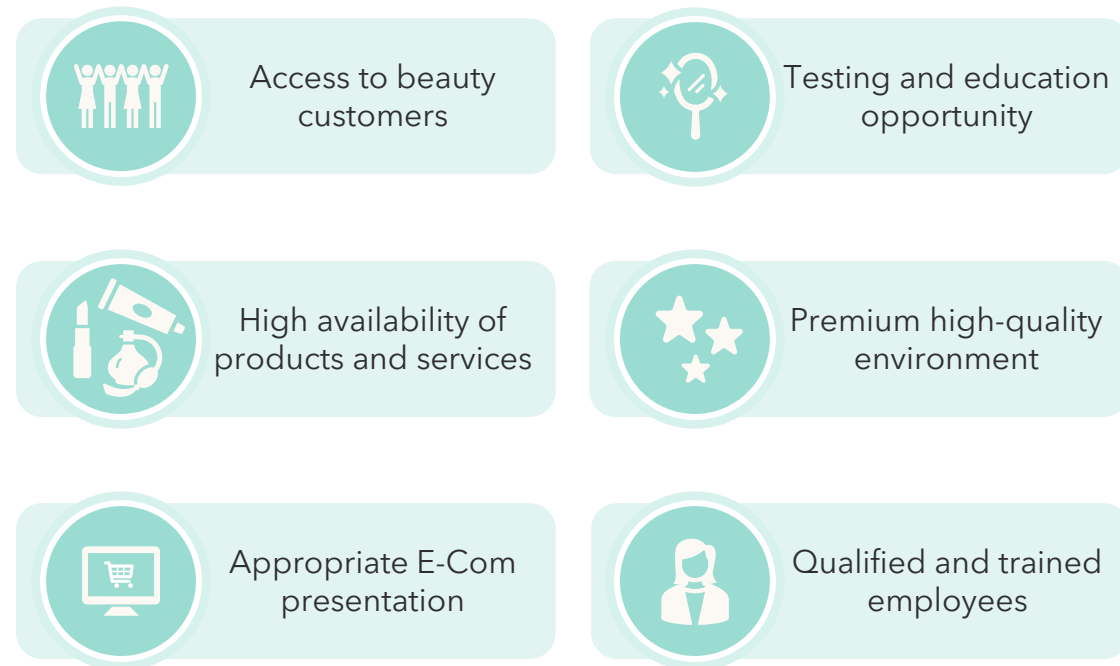 Access to beauty
customers
Testing and education
opportunity
High availability of
products and services
Premium high-quality
environment
Appropriate E-Com
presentation
Qualified and trained
employees